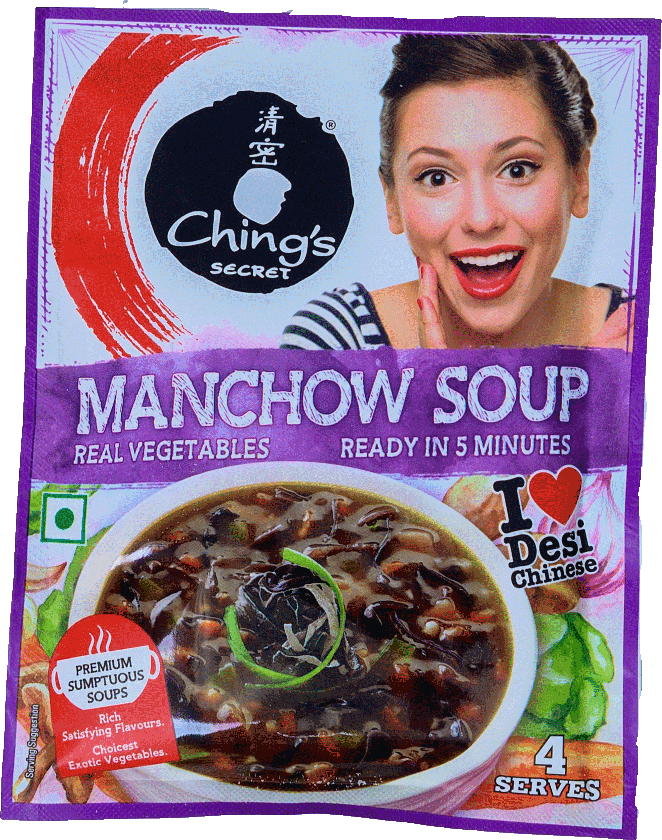 清
密
®
Ching's
SECRET
MANCHOW SOUP
REAL VEGETABLES READY IN 5 MINUTES
I ❤
Desi
Chinese
PREMIUM
SUMPTUOUS
SOUPS
Rich
Satisfying Flavours.
Choicest
Exotic Vegetables.
Serving Suggestion
4
SERVES